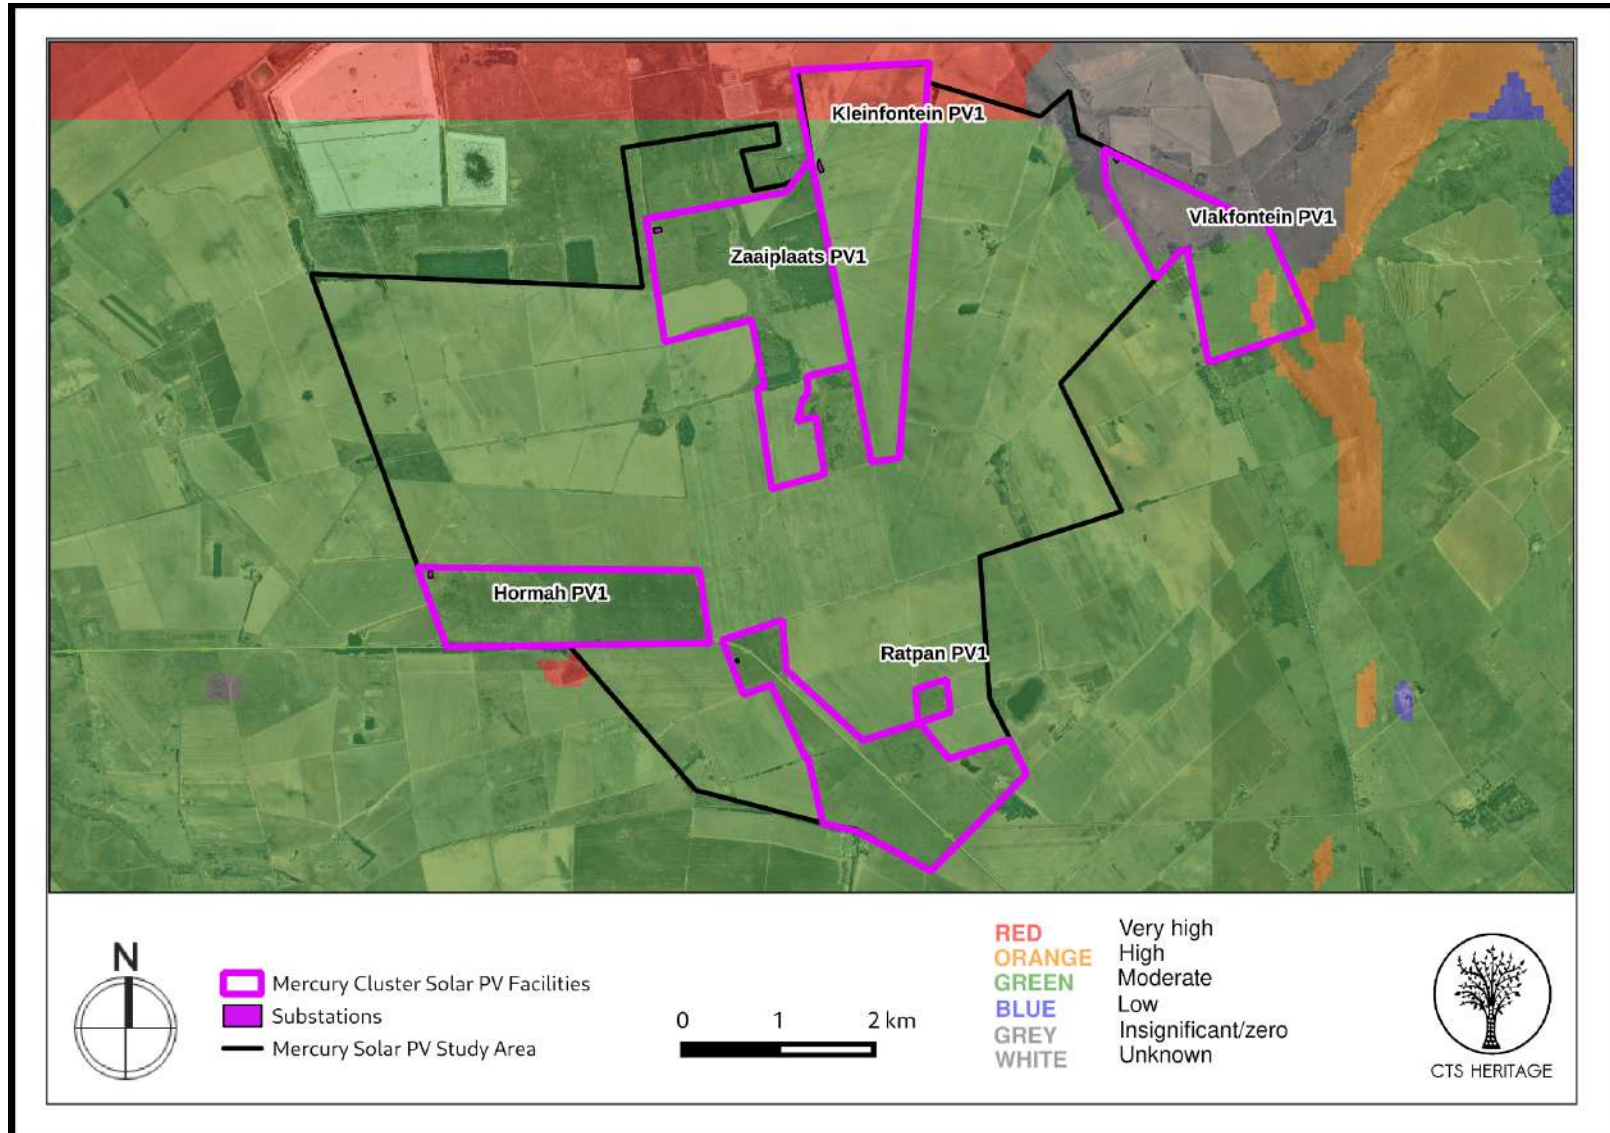 Kleinfontein PV1
Vlakfontein PV1
Zaaiplaats PV1
Hormah PV1
Ratpan PV1
N
Mercury Cluster Solar PV Facilities
Substations
Mercury Solar PV Study Area
0 1 2 km
RED Very high
ORANGE High
GREEN Moderate
BLUE Low
GREY Insignificant/zero
WHITE Unknown
CTS HERITAGE